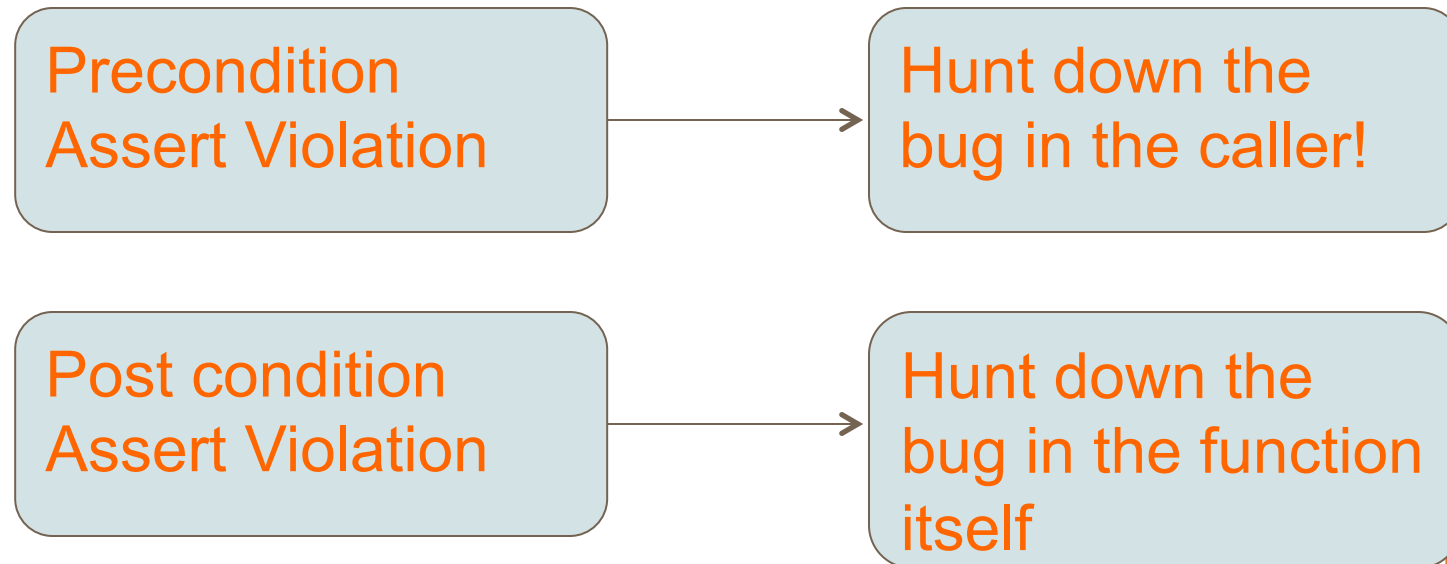 Precondition
Assert Violation
Hunt down the
bug in the caller!
Post condition
Assert Violation
Hunt down the
bug in the function
itself